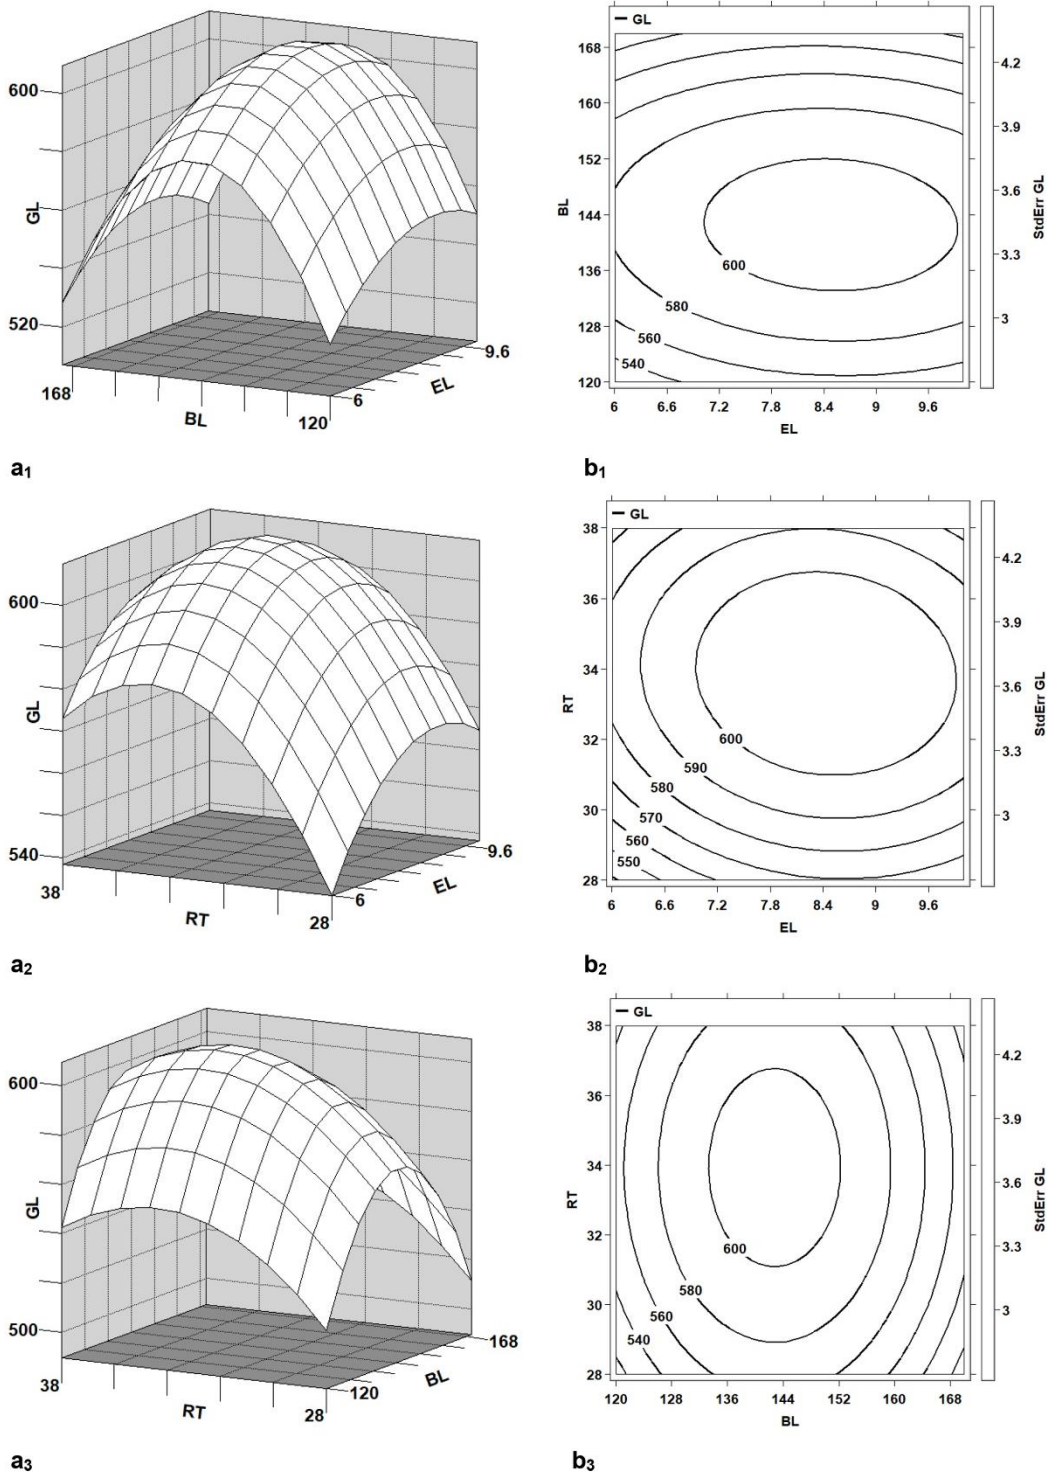 600
GL
520
168
BL
120
6
EL
9.6
a1
GL
168
160
152
BL
144
136
128
120
600
580
560
540
6 6.6 7.2 7.8 8.4 9 9.6
EL
4.2
3.9
3.6
3.3
3
StdErr GL
b1
600
GL
540
38
RT
28
6
EL
9.6
a2
GL
38
36
34
RT
32
30
28
600
590
580
570
560
550
6 6.6 7.2 7.8 8.4 9 9.6
EL
4.2
3.9
3.6
3.3
3
StdErr GL
b2
600
GL
500
38
RT
28
120
BL
168
a3
GL
38
36
34
RT
32
30
28
600
580
560
540
120 128 136 144 152 160 168
BL
4.2
3.9
3.6
3.3
3
StdErr GL
b3